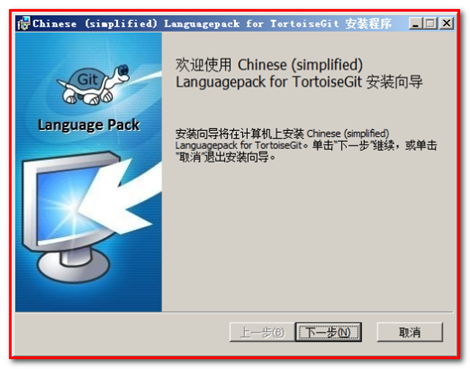 Chinese (simplified) Languagepack for TortoiseGit 安装程序
Git
Language Pack
欢迎使用 Chinese (simplified)
Languagepack for TortoiseGit 安装向导
安装向导将在计算机上安装 Chinese (simplified)
Languagepack for TortoiseGit。单击“下一步”继续，或单击
“取消”退出安装向导。
上一步(B)
下一步(N)
取消